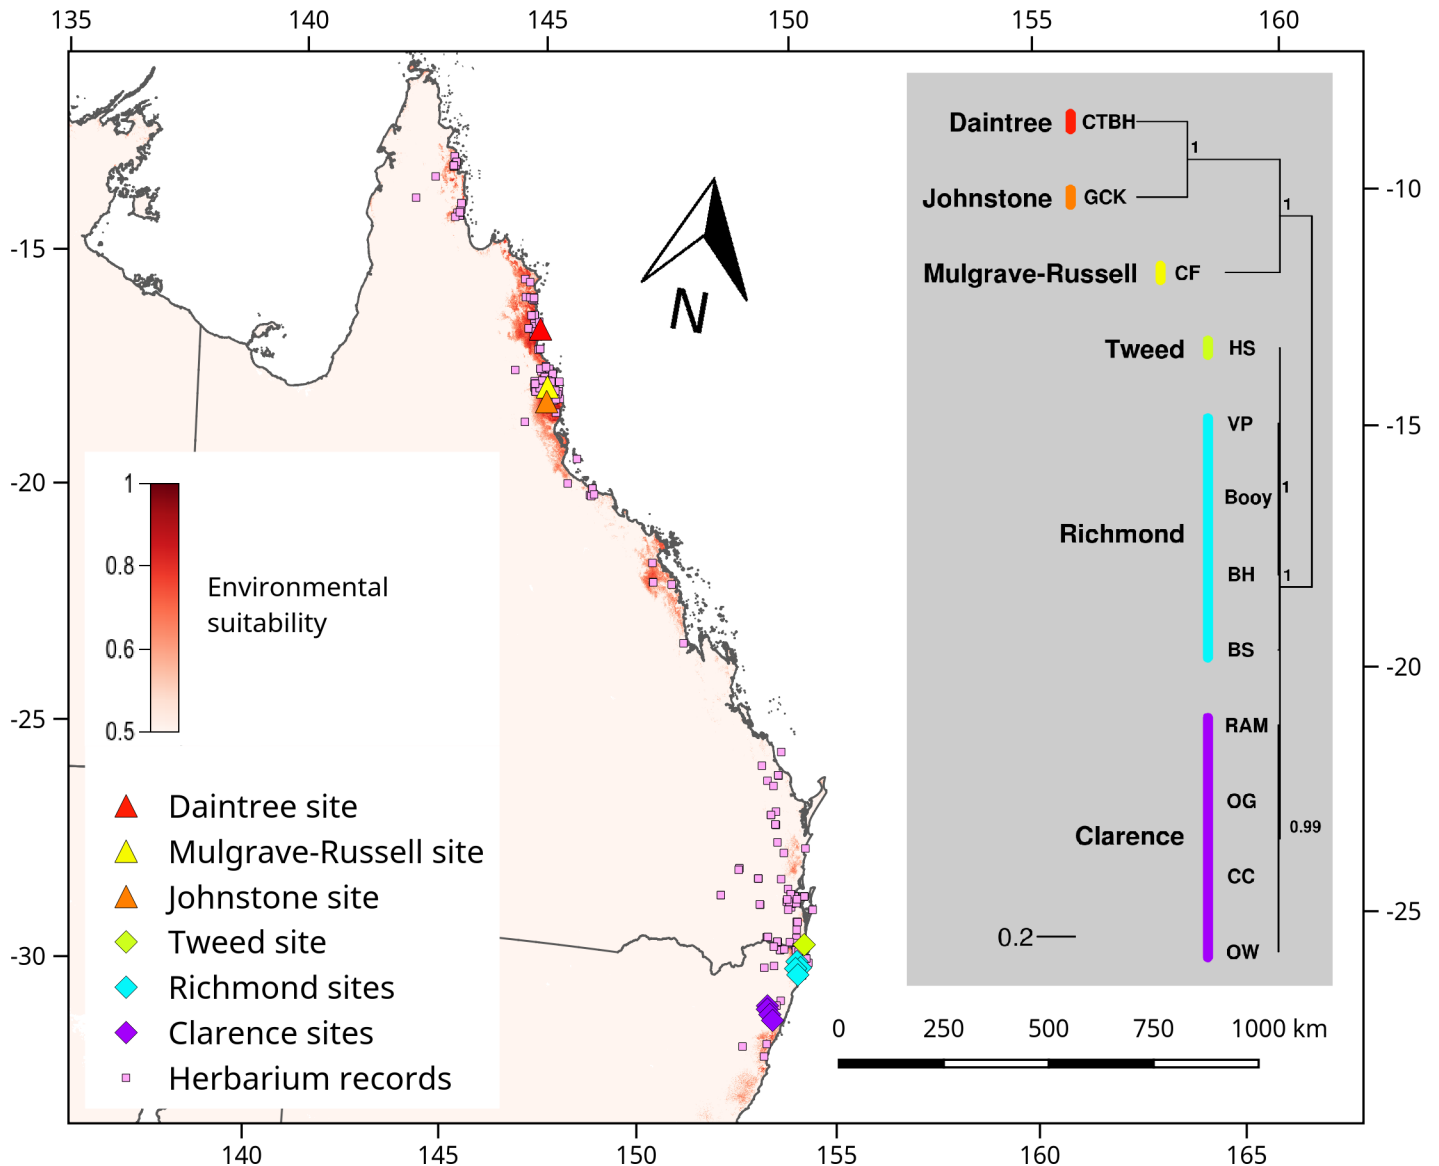 135 140 145 150 155 160
-15
-20
-25
-30
-10
-15
-20
-25
140 145 150 155 160 165
N
1
0.8
0.6
0.5
Environmental
suitability
Daintree site
Mulgrave-Russell site
Johnstone site
Tweed site
Richmond sites
Clarence sites
Herbarium records
Daintree CTBH
1
Johnstone GCK
1
Mulgrave-Russell CF
Tweed HS
VP
1
Booy
Richmond
BH 1
BS
RAM
OG
0.99
Clarence
CC
0.2
OW
0 250 500 750 1000 km